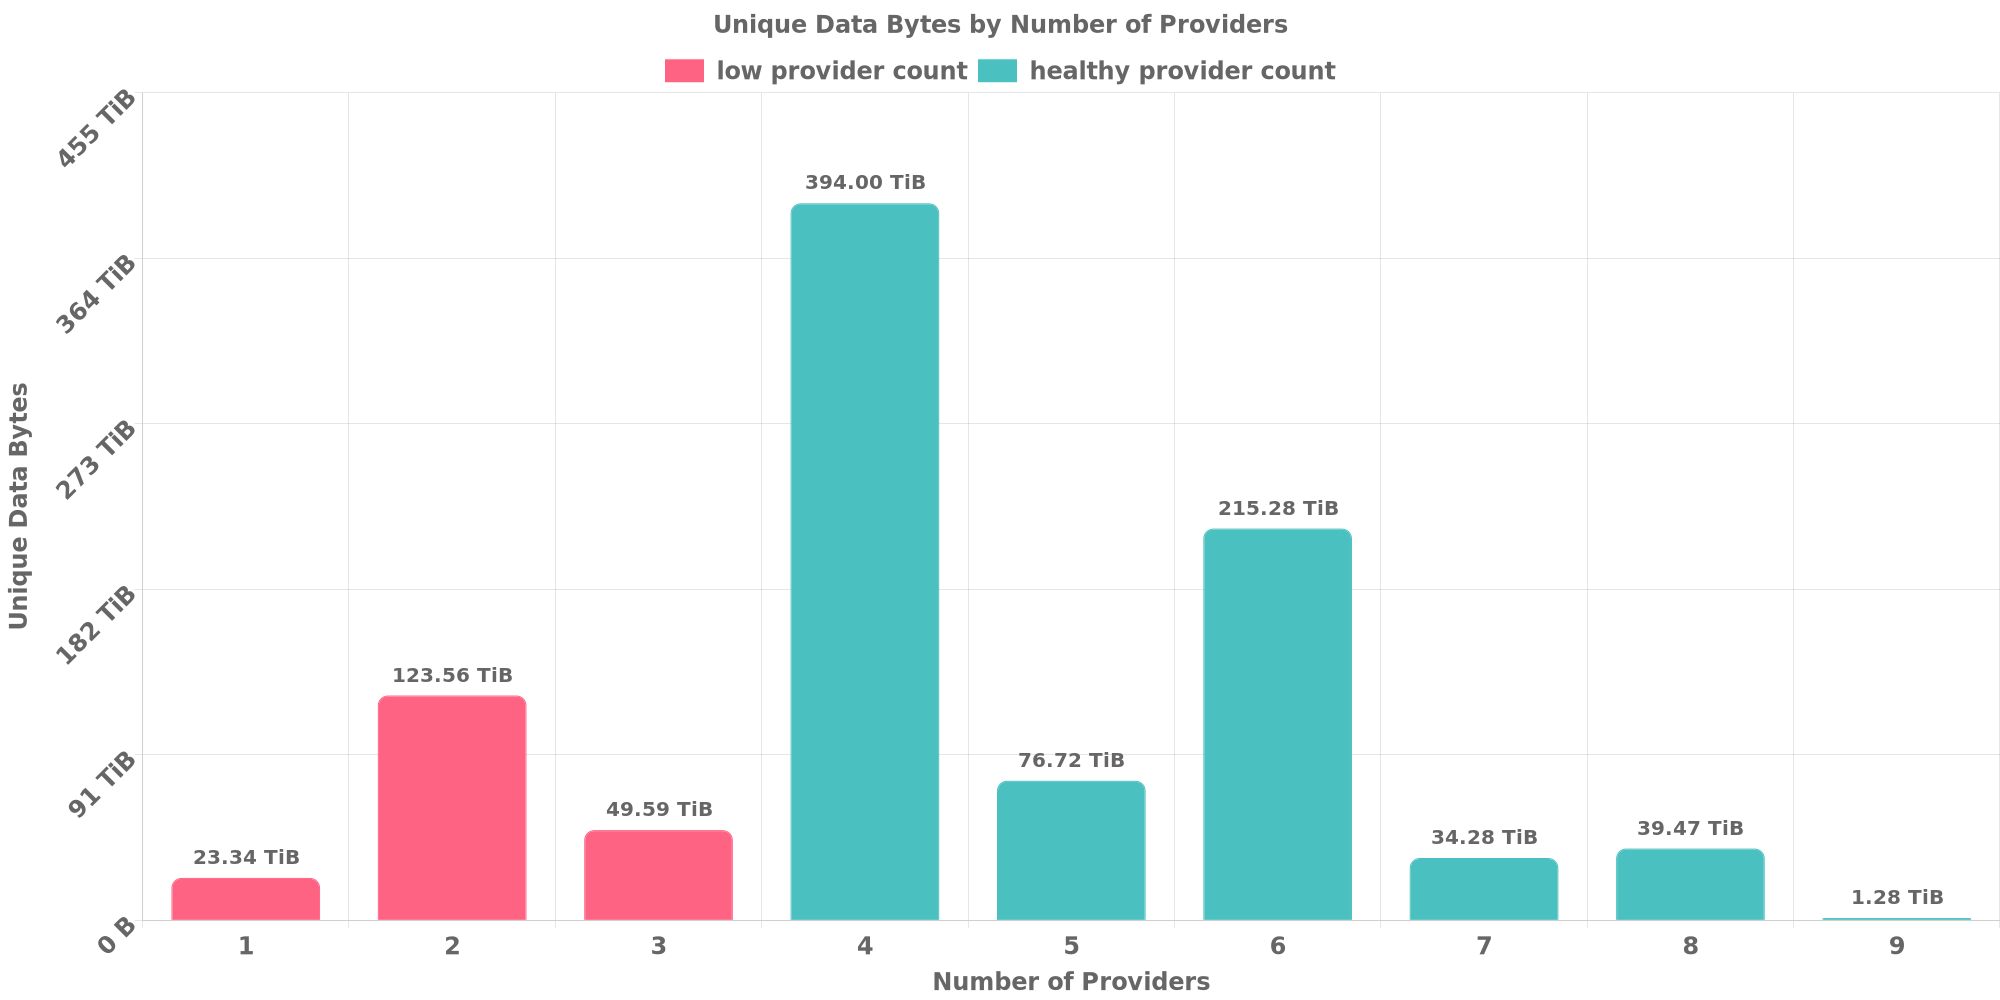 Unique Data Bytes by Number of Providers
low provider count healthy provider count
455 TiB
364 TiB
273 TiB
182 TiB
91 TiB
0 B
Unique Data Bytes
23.34 TiB
123.56 TiB
49.59 TiB
394.00 TiB
76.72 TiB
215.28 TiB
34.28 TiB
39.47 TiB
1.28 TiB
1 2 3 4 5 6 7 8 9
Number of Providers